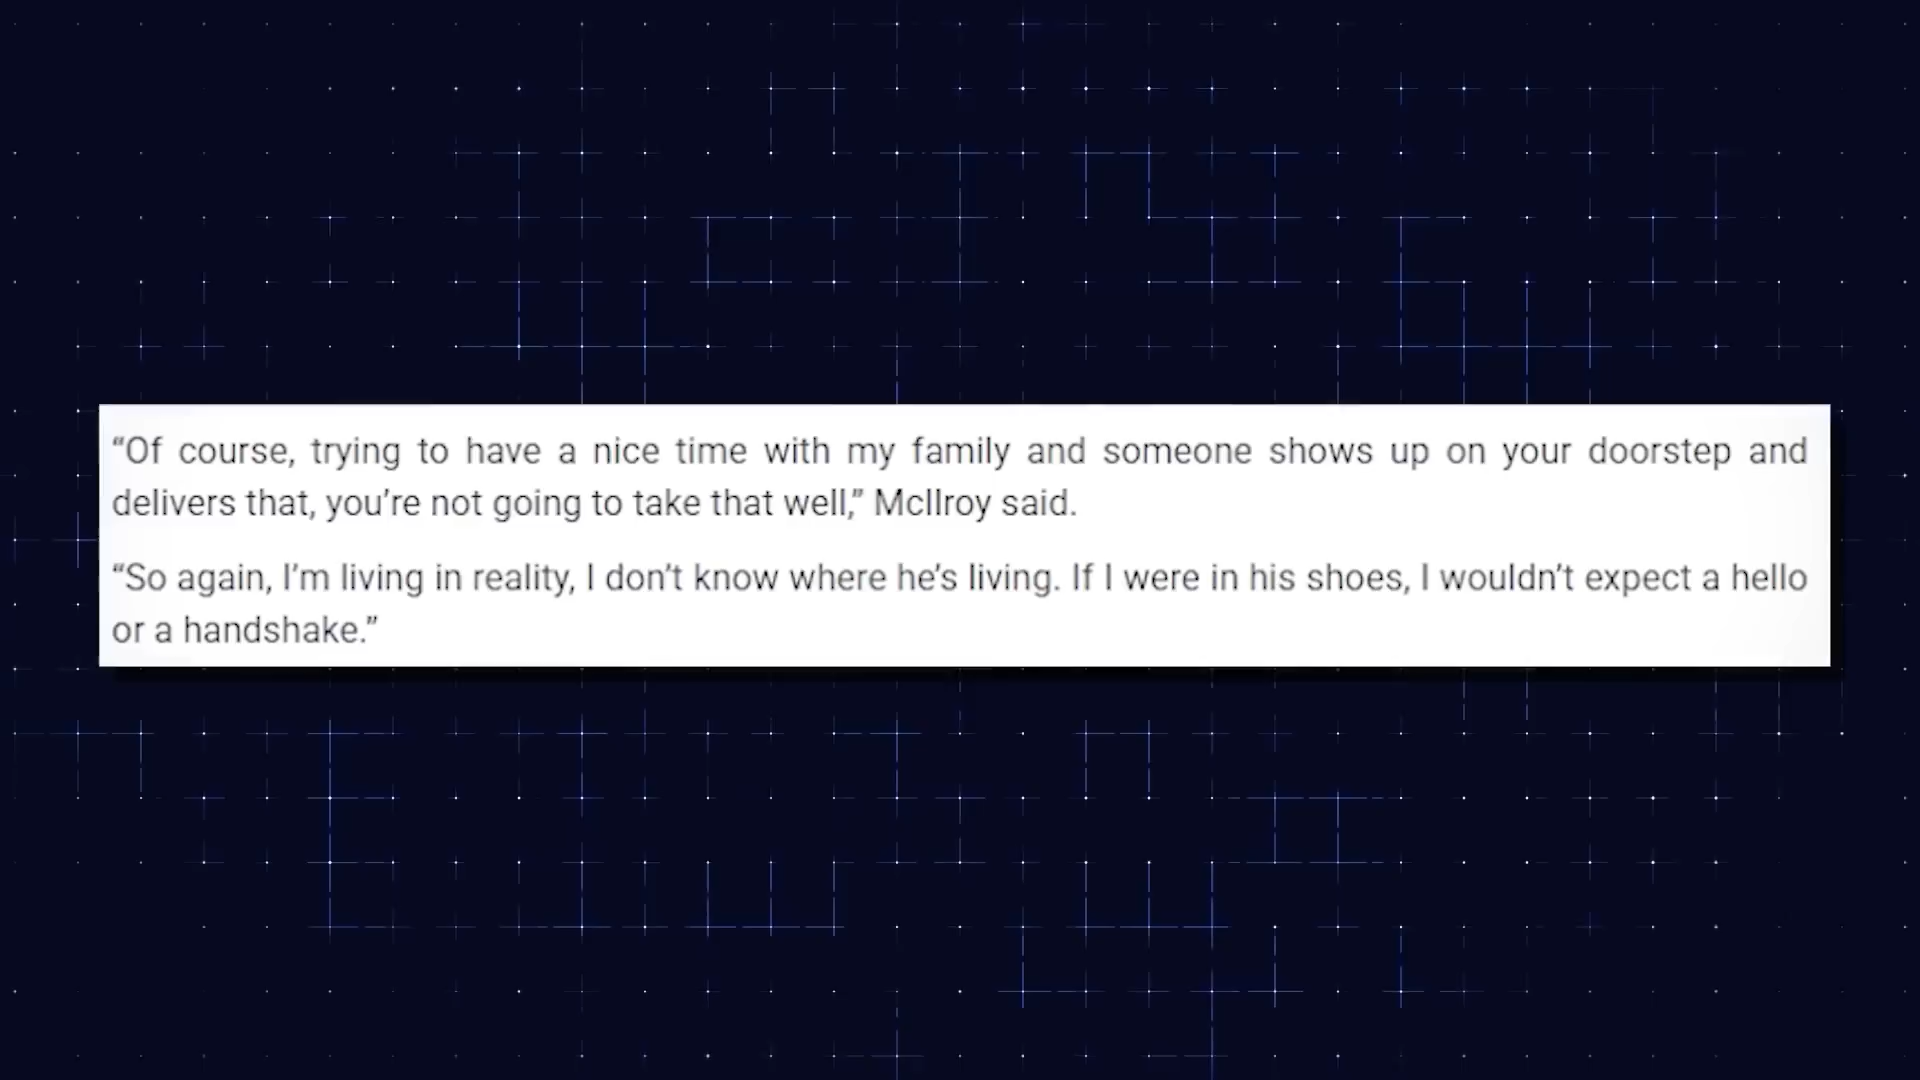 “Of course, trying to have a nice time with my family and someone shows up on your doorstep and
delivers that, you’re not going to take that well,” McIlroy said.
“So again, I’m living in reality, I don’t know where he’s living. If I were in his shoes, I wouldn’t expect a hello
or a handshake.”